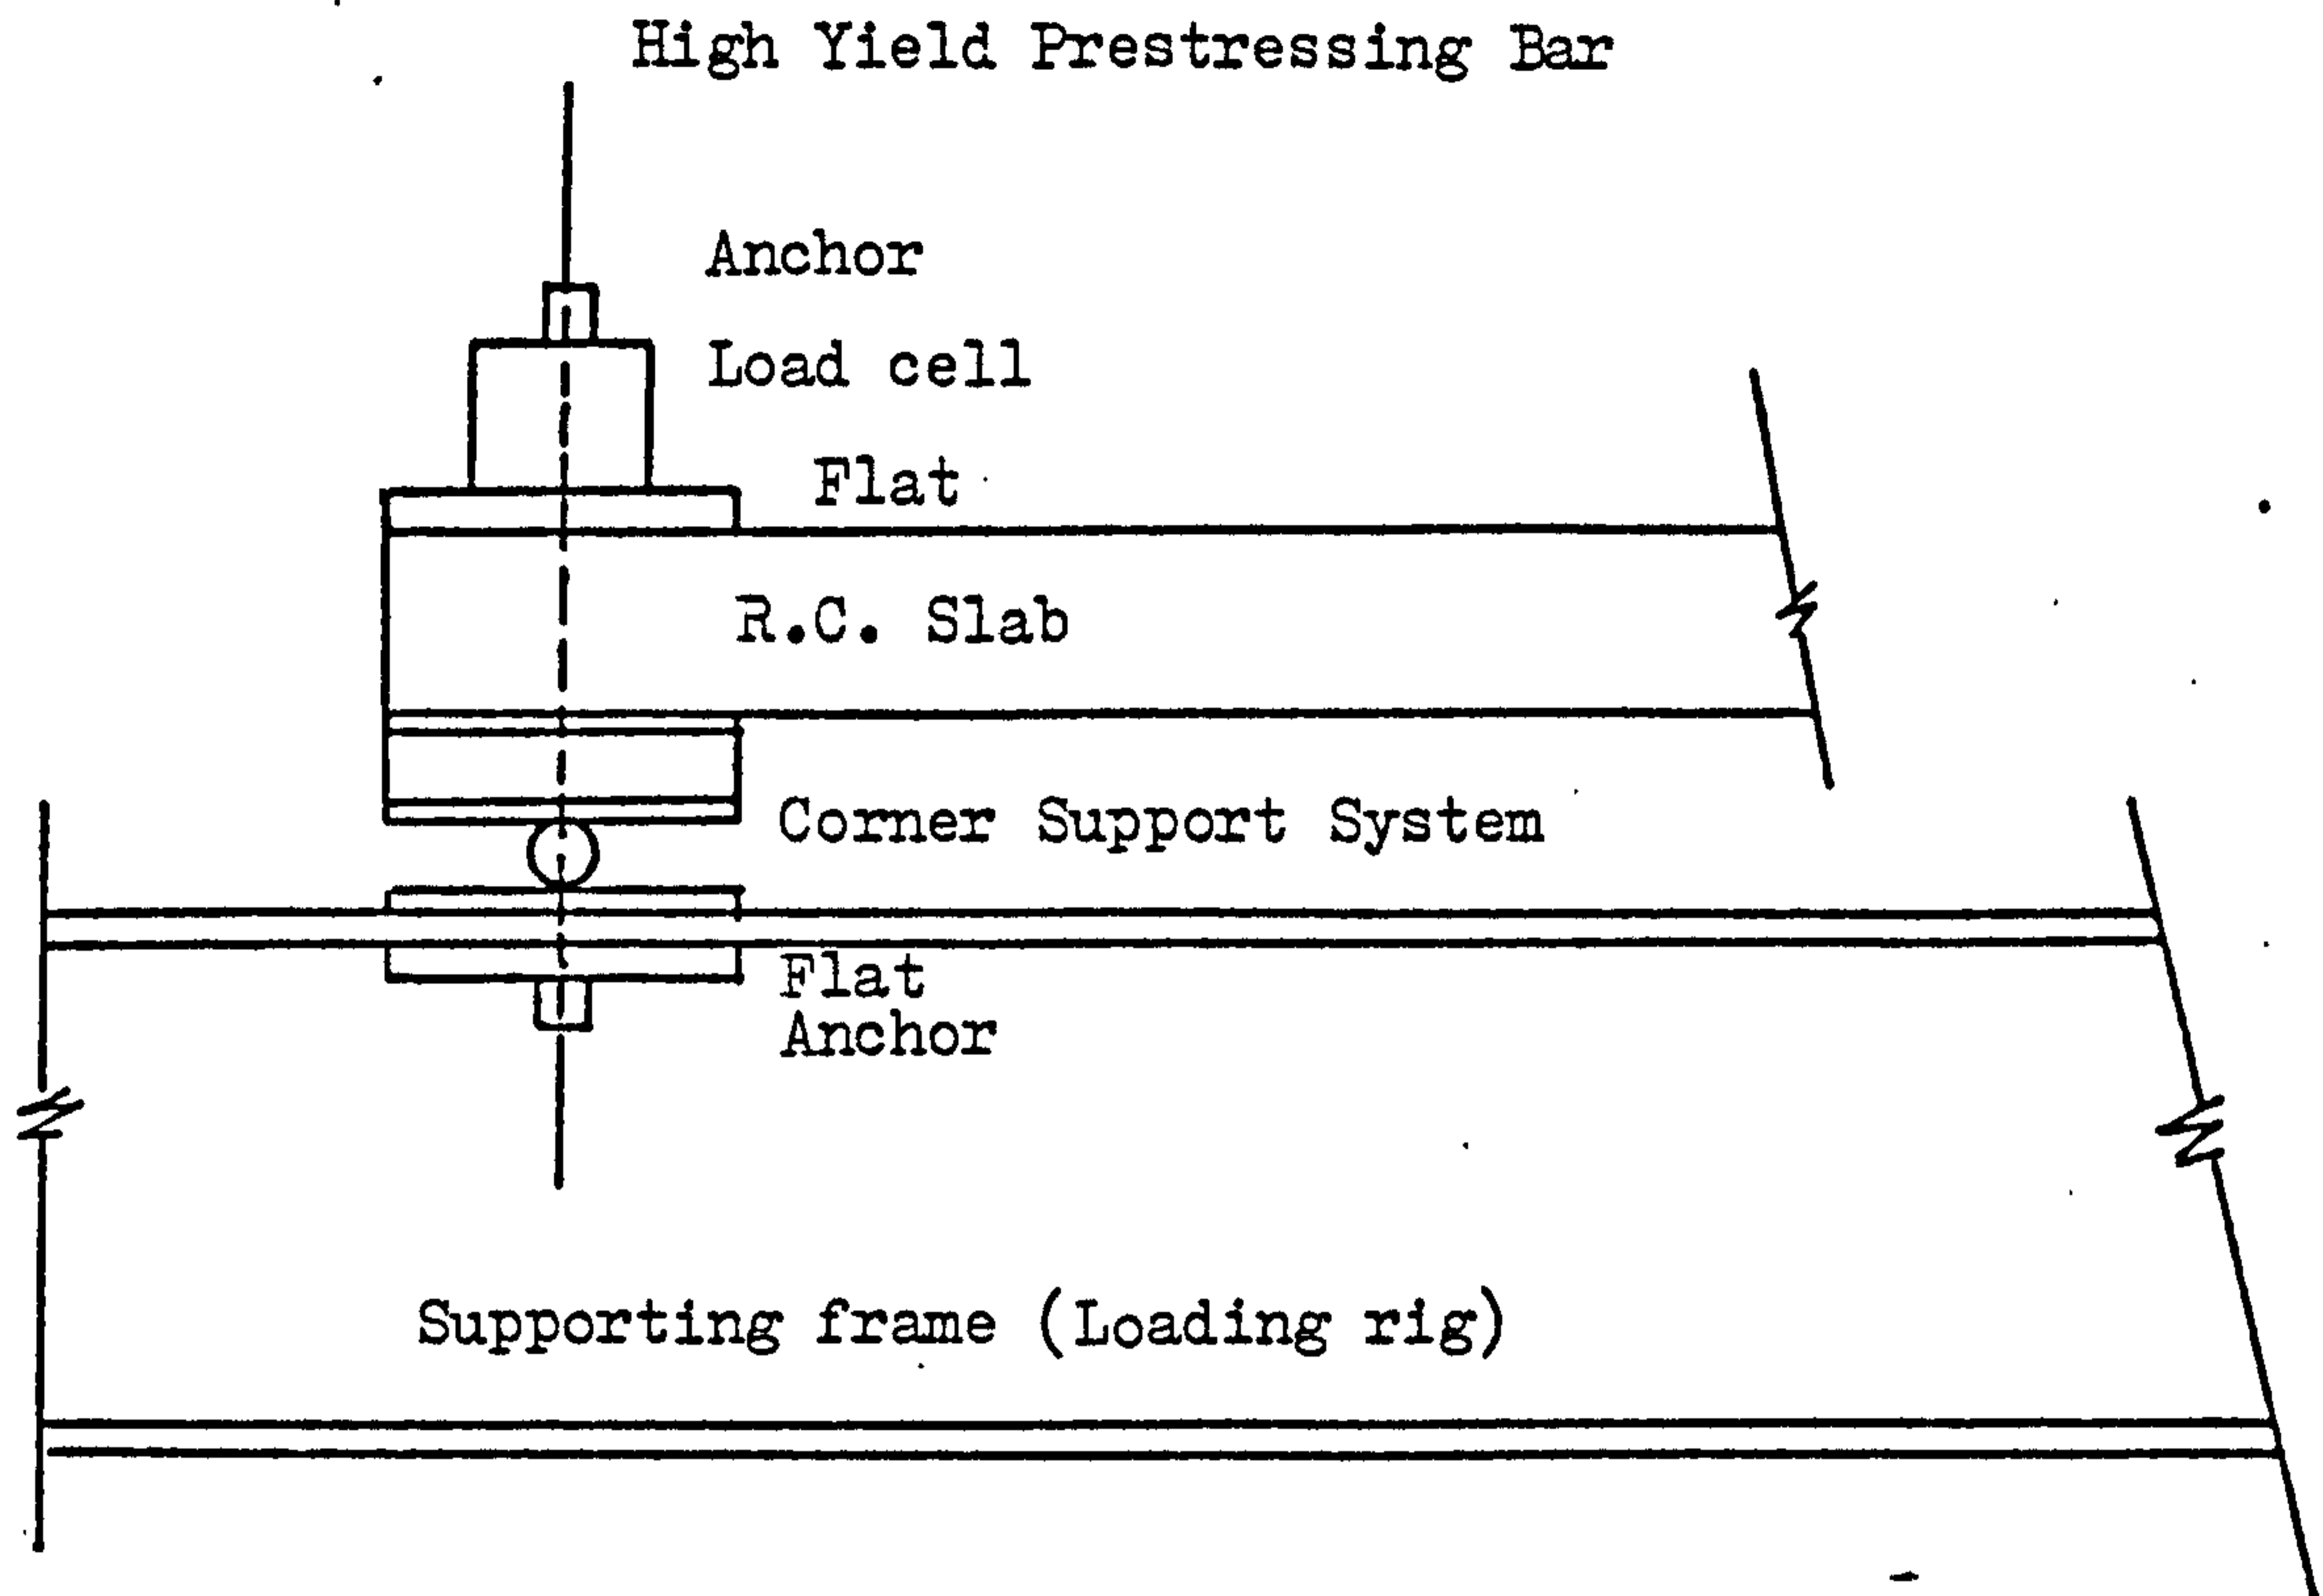 High Yield Prestressing Bar
Anchor
Load cell
Flat
R.C. Slab
Corner Support System
Flat
Anchor
Supporting frame (Loading rig)